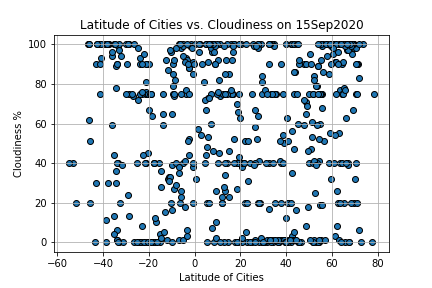 Latitude of Cities vs. Cloudiness on 15Sep2020
100
80
60
40
20
0
Cloudiness %
−60 −40 −20 0 20 40 60 80
Latitude of Cities